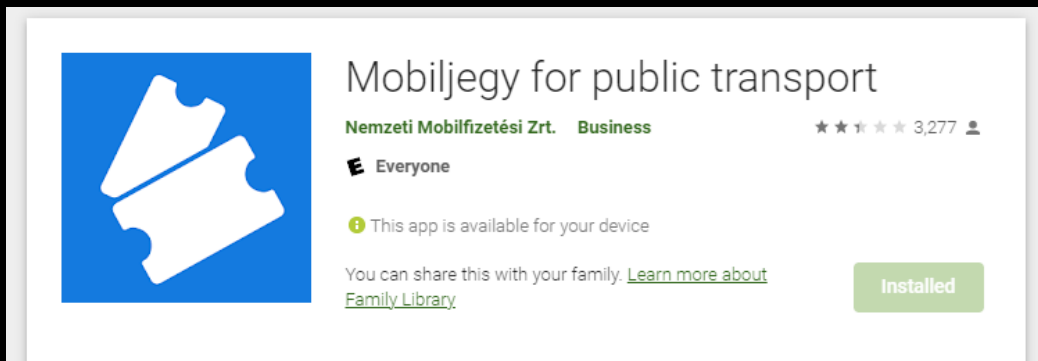 Mobiljegy for public transport
Nemzeti Mobilfizetési Zrt. Business 3,277
E Everyone
This app is available for your device
You can share this with your family. Learn more about
Family Library
Installed